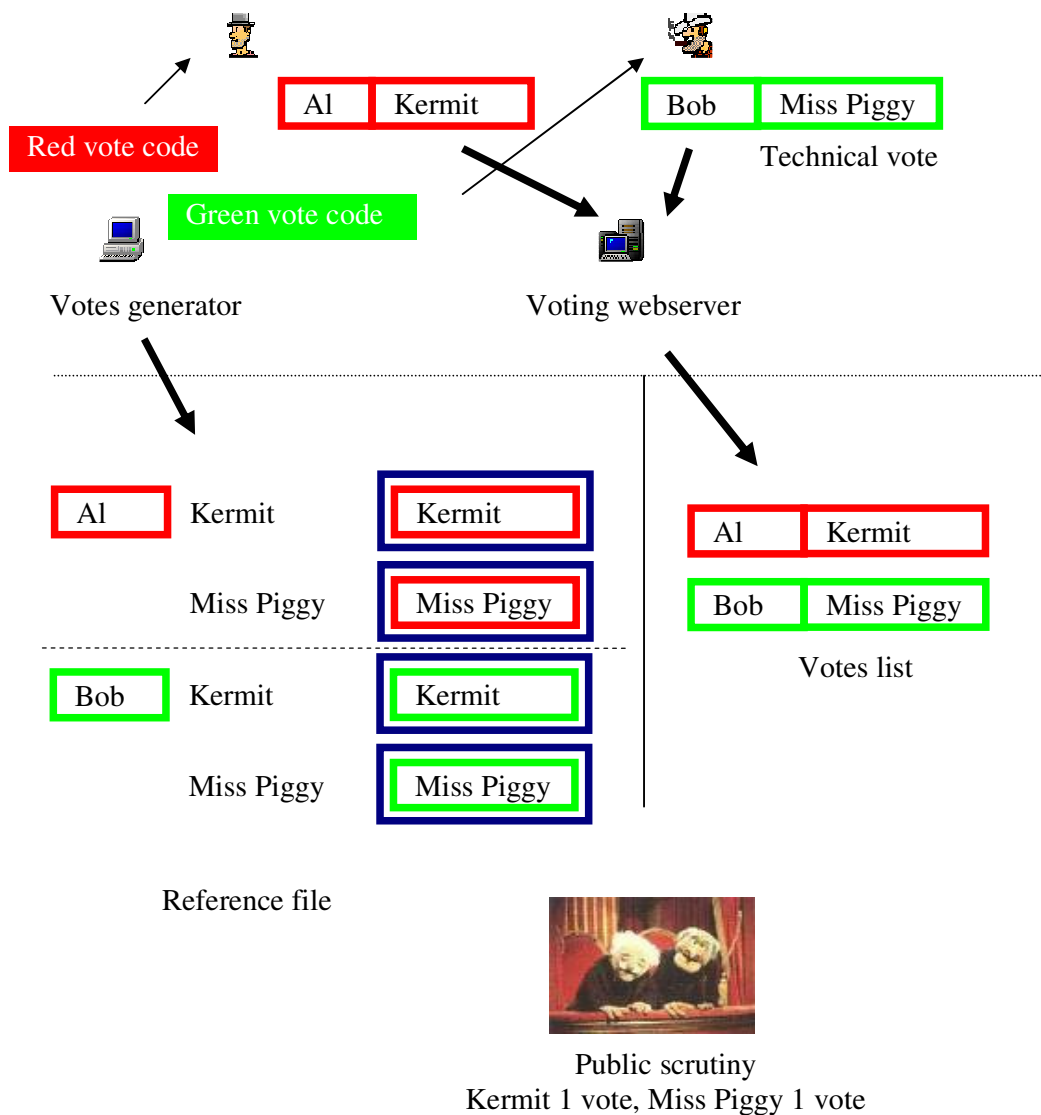 Al Kermit
Bob Miss Piggy
Red vote code
Technical vote
Green vote code
Votes generator
Voting webserver
Al Kermit Kermit
Miss Piggy Miss Piggy
Bob Kermit Kermit
Miss Piggy Miss Piggy
Al Kermit
Bob Miss Piggy
Votes list
Reference file
Public scrutiny
Kermit 1 vote, Miss Piggy 1 vote